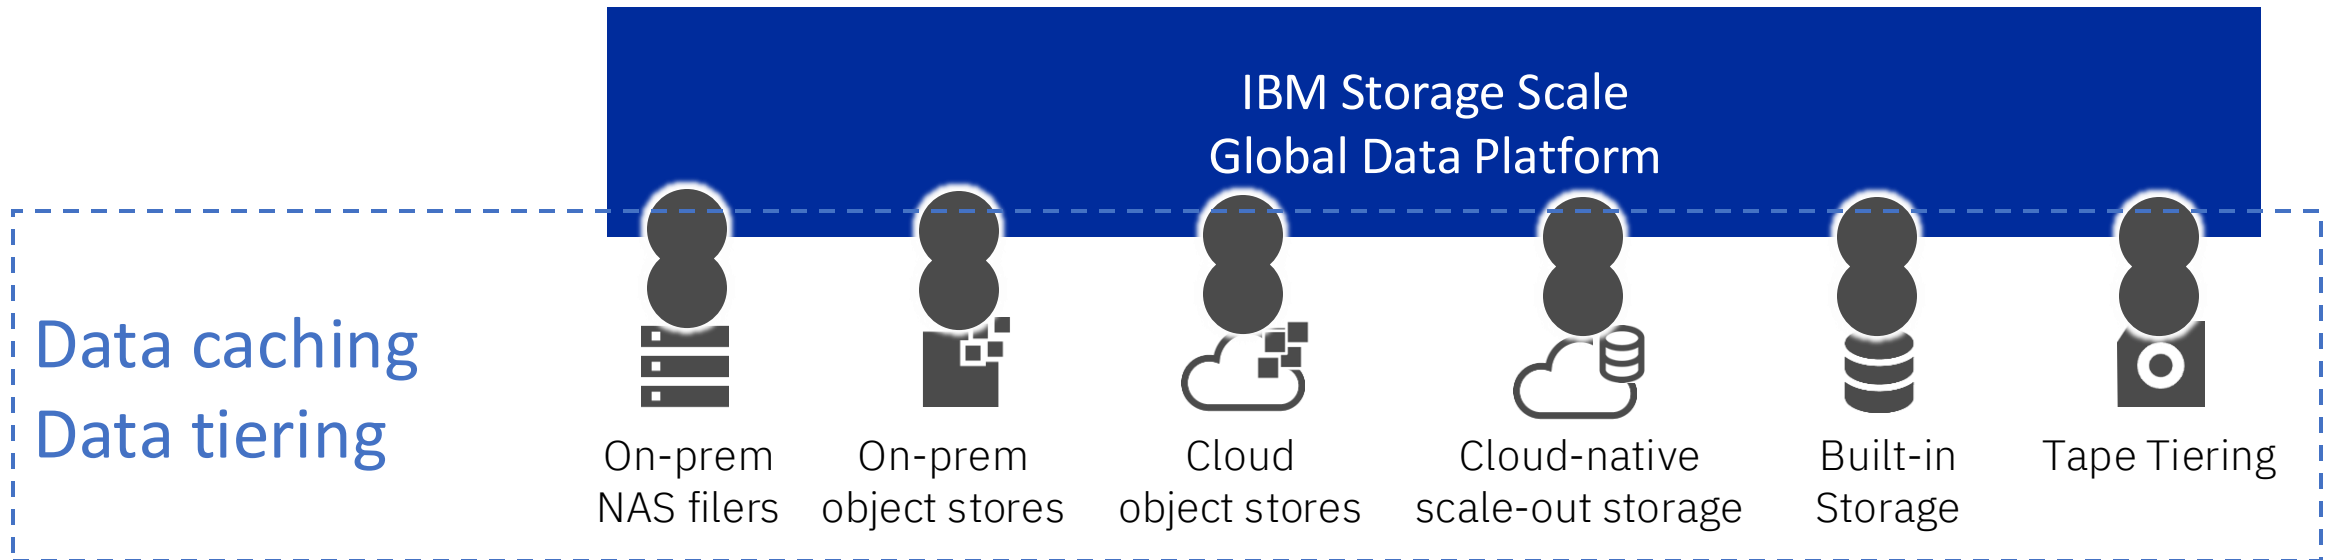 IBM Storage Scale
Global Data Platform
Data caching
Data tiering
On-prem
NAS filers
On-prem
object stores
Cloud
object stores
Cloud-native
scale-out storage
Built-in
Storage
Tape Tiering